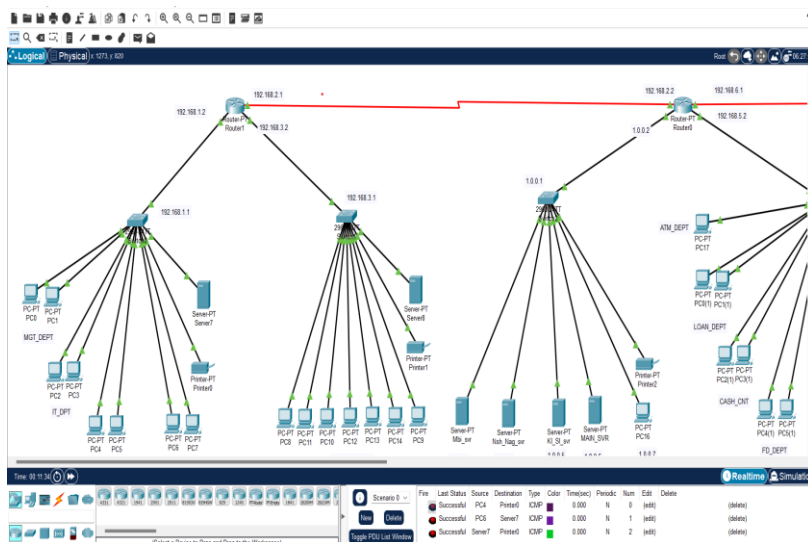 Logical Physical x: 1273, y: 820 Root 06:27
192.168.2.1
192.168.1.2
Router-PT
Router1
192.168.3.2
192.168.2.2 192.168.6.1
Router-PT
Router0
192.168.5.2
1.0.0.2
192.168.1.1
192.168.3.1
1.0.0.1
ATM_DEPT
PC-PT
PC17
PC-PT PC-PT
PC0 PC1
MGT_DEPT
Server-PT
Server7
Server-PT
PC-PT PC-PT
PC0(1) PC1(1)
LOAN_DEPT
PC-PT PC-PT
PC2 PC3
IT_DPT
Printer-PT
Printer0
Printer-PT
Printer1
Printer-PT
Printer2
PC-PT PC-PT
PC2(1) PC3(1)
CASH_CNT
PC-PT PC-PT
PC4 PC5
PC-PT PC-PT
PC6 PC7
PC-PT PC-PT PC-PT PC-PT PC-PT PC-PT PC-PT
PC8 PC11 PC10 PC12 PC13 PC14 PC9
Server-PT Server-PT Server-PT Server-PT
Nsh_Nag_svr KI_SI_svr MAIN_SVR
PC-PT
PC16
PC-PT PC-PT
PC4(1) PC5(1)
FD_DEPT
Time: 00:11:34 Realtime Simulatio
Scenario 0
New Delete
Toggle PDU List Window
Fire Last Status Source Destination Type Color Time(sec) Periodic Num Edit Delete
Successful PC4 Printer0 ICMP 0.000 N 0 (edit) (delete)
Successful PC6 Server7 ICMP 0.000 N 1 (edit) (delete)
Successful Server7 Printer0 ICMP 0.000 N 2 (edit) (delete)